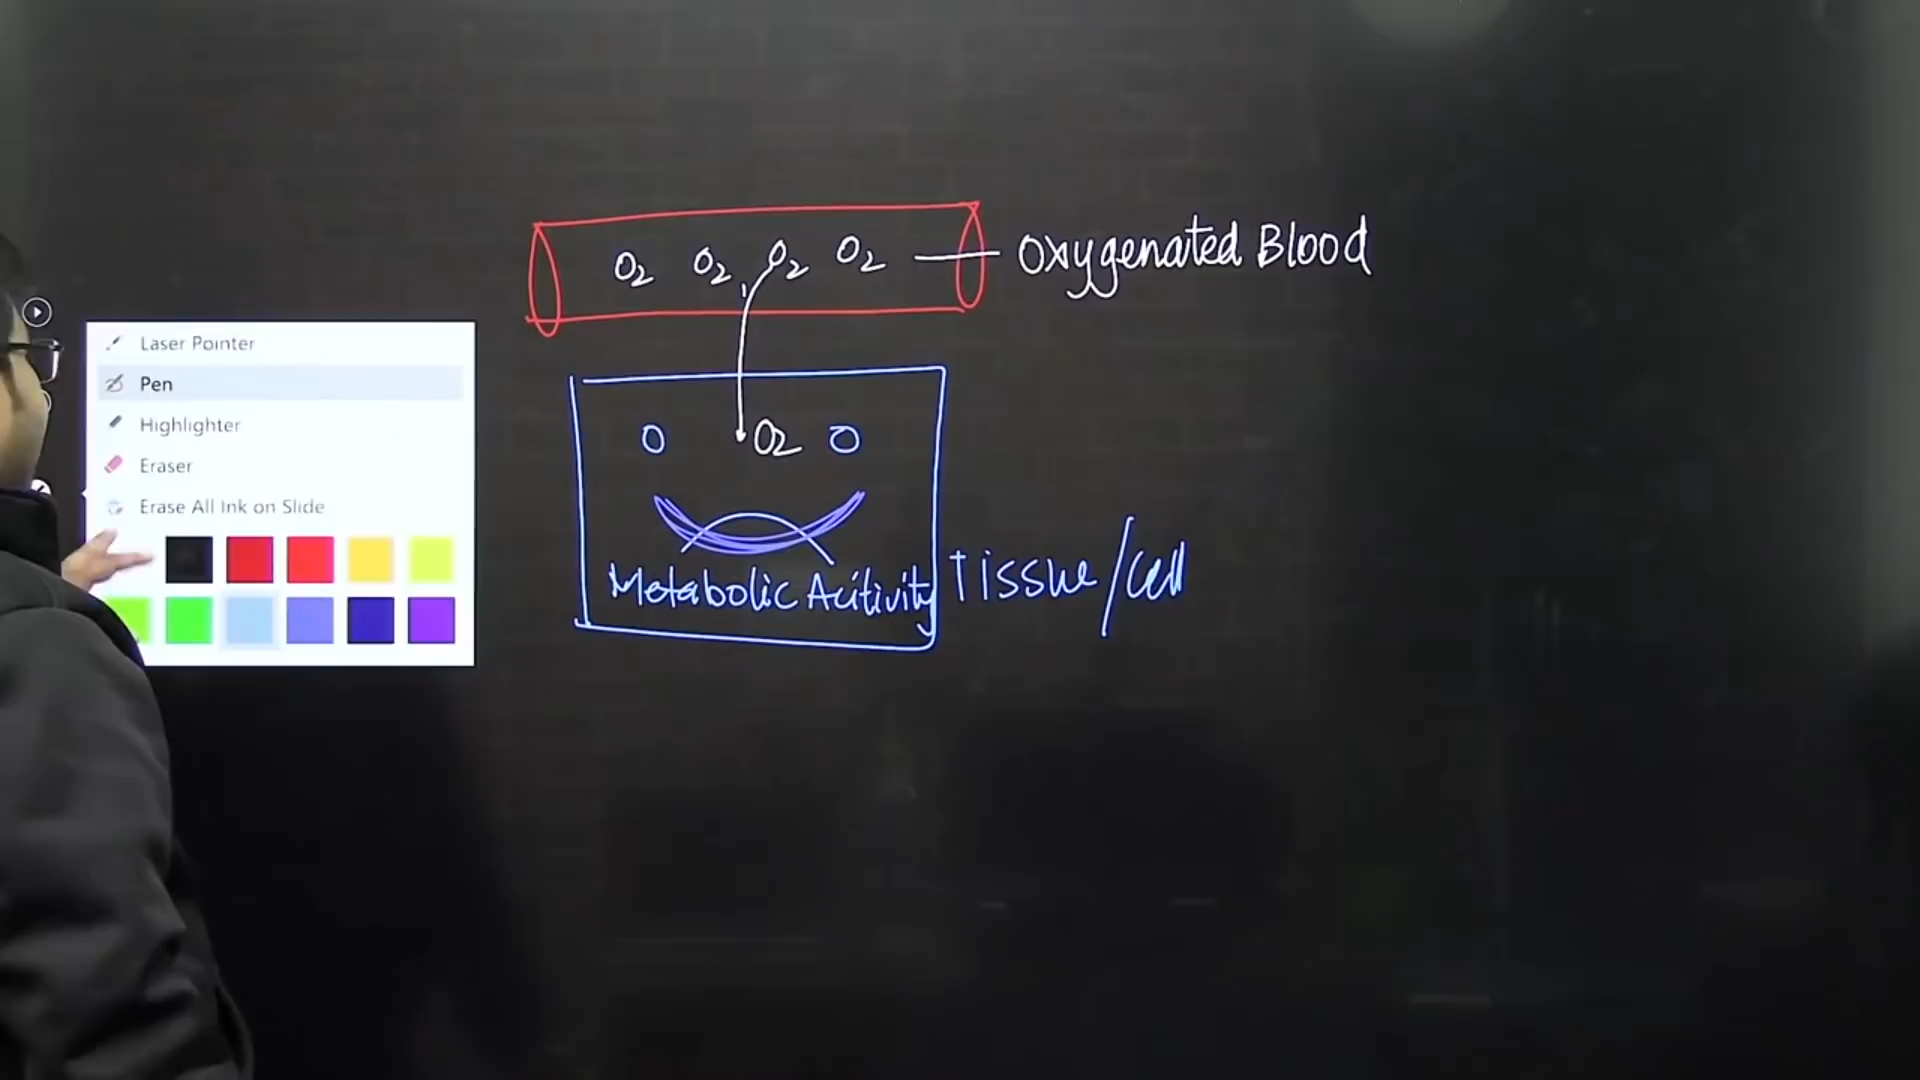 O2 O2 O2 O2 Oxygenated Blood
Laser Pointer
Pen
Highlighter
Eraser
Erase All Ink on Slide
O2
Metabolic Acitivity
Tissue/Cell